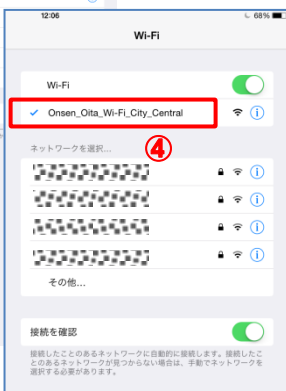 12:06
68%
Wi-Fi
Wi-Fi
Onsen_Oita_Wi-Fi_City_Central
ネットワークを選択...
④
その他...
接続を確認
接続したことのあるネットワークに自動的に接続します。接続したこ
とのあるネットワークが見つからない場合は、手動でネットワークを
選択する必要があります。